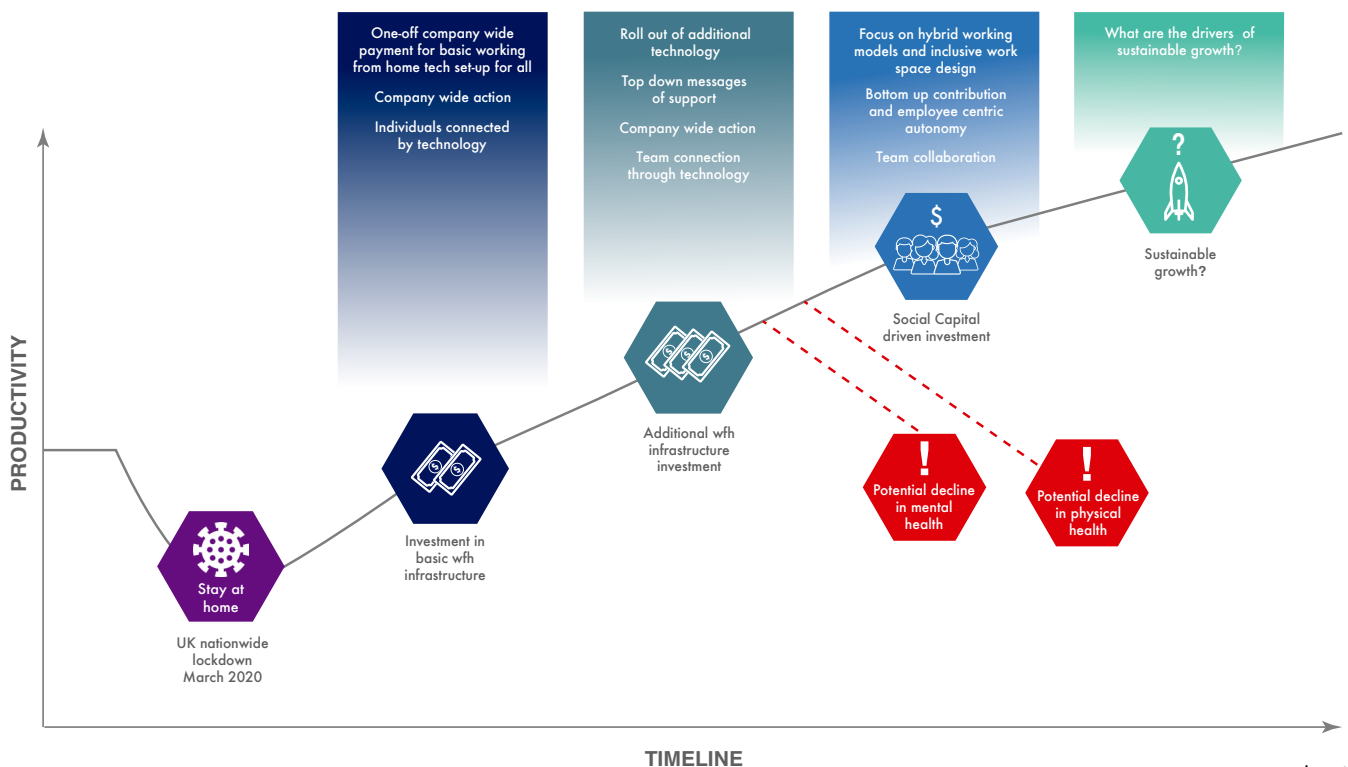 One-off company wide
payment for basic working
from home tech set-up for all
Company wide action
Individuals connected
by technology
Roll out of additional
technology
Top down messages
of support
Company wide action
Team connection
through technology
Focus on hybrid working
models and inclusive work
space design
Bottom up contribution
and employee centric
autonomy
Team collaboration
What are the drivers of
sustainable growth?
?
$
Sustainable
growth?
Social Capital
driven investment
Additional wfh
infrastructure
investment
!
Potential decline
in mental
health
!
Potential decline
in physical
health
Investment in
basic wfh
infrastructure
Stay at
home
UK nationwide
lockdown
March 2020
PRODUCTIVITY
TIMELINE